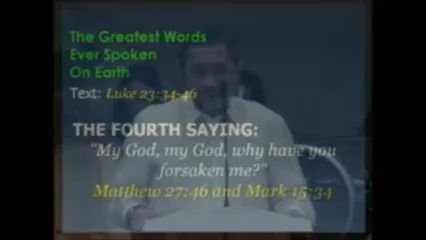 The Greatest Words
Ever Spoken
On Earth
Text: Luke 23:34-46
THE FOURTH SAYING:
"My God, my God, why have you
forsaken me?"
Matthew 27:46 and Mark 15:34